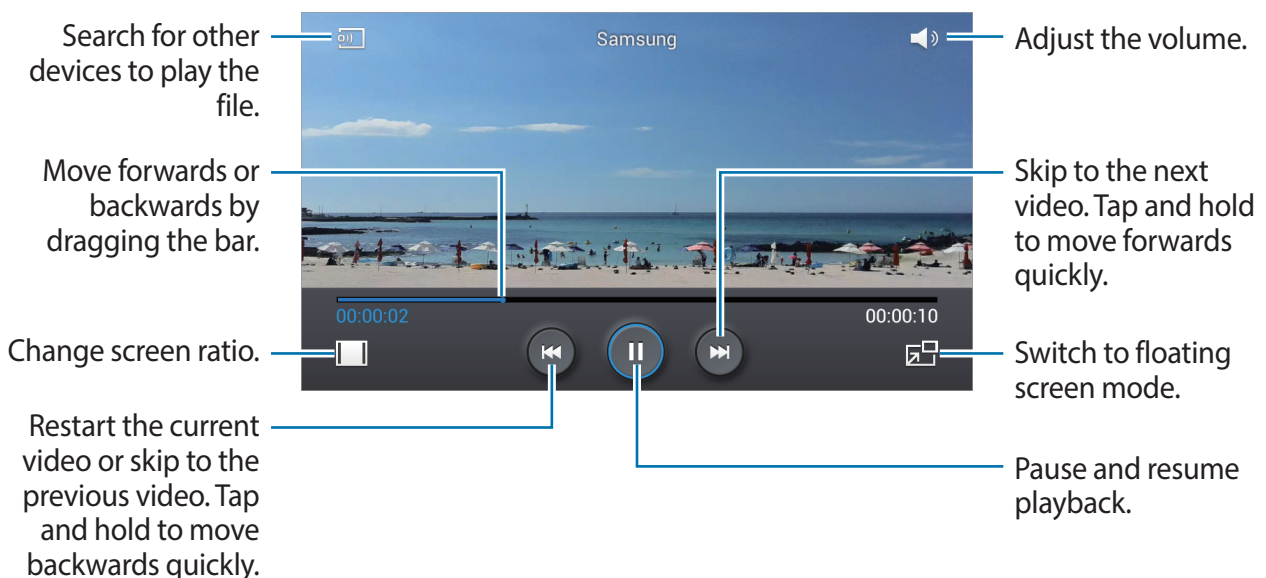 Search for other
devices to play the
file.
Samsung
Adjust the volume.
Move forwards or
backwards by
dragging the bar.
Skip to the next
video. Tap and hold
to move forwards
quickly.
00:00:02
00:00:10
Change screen ratio.
Switch to floating
screen mode.
Restart the current
video or skip to the
previous video. Tap
and hold to move
backwards quickly.
Pause and resume
playback.